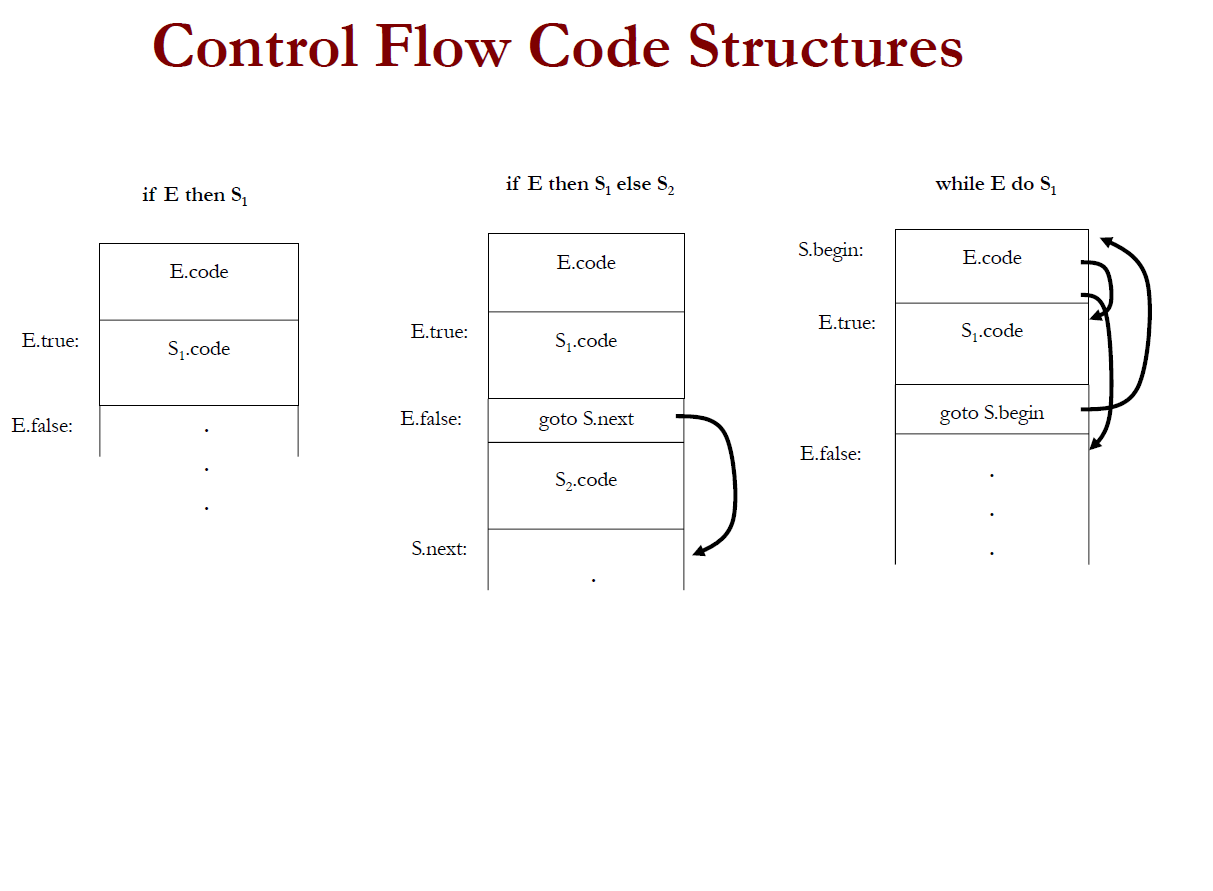 Control Flow Code Structures
if E then S₁
E.code
E.true:
S₁.code
E.false:
.
.
.
if E then S₁ else S₂
E.code
E.true:
S₁.code
E.false:
goto S.next
S₂.code
S.next:
.
while E do S₁
S.begin:
E.code
E.true:
S₁.code
goto S.begin
E.false:
.
.
.